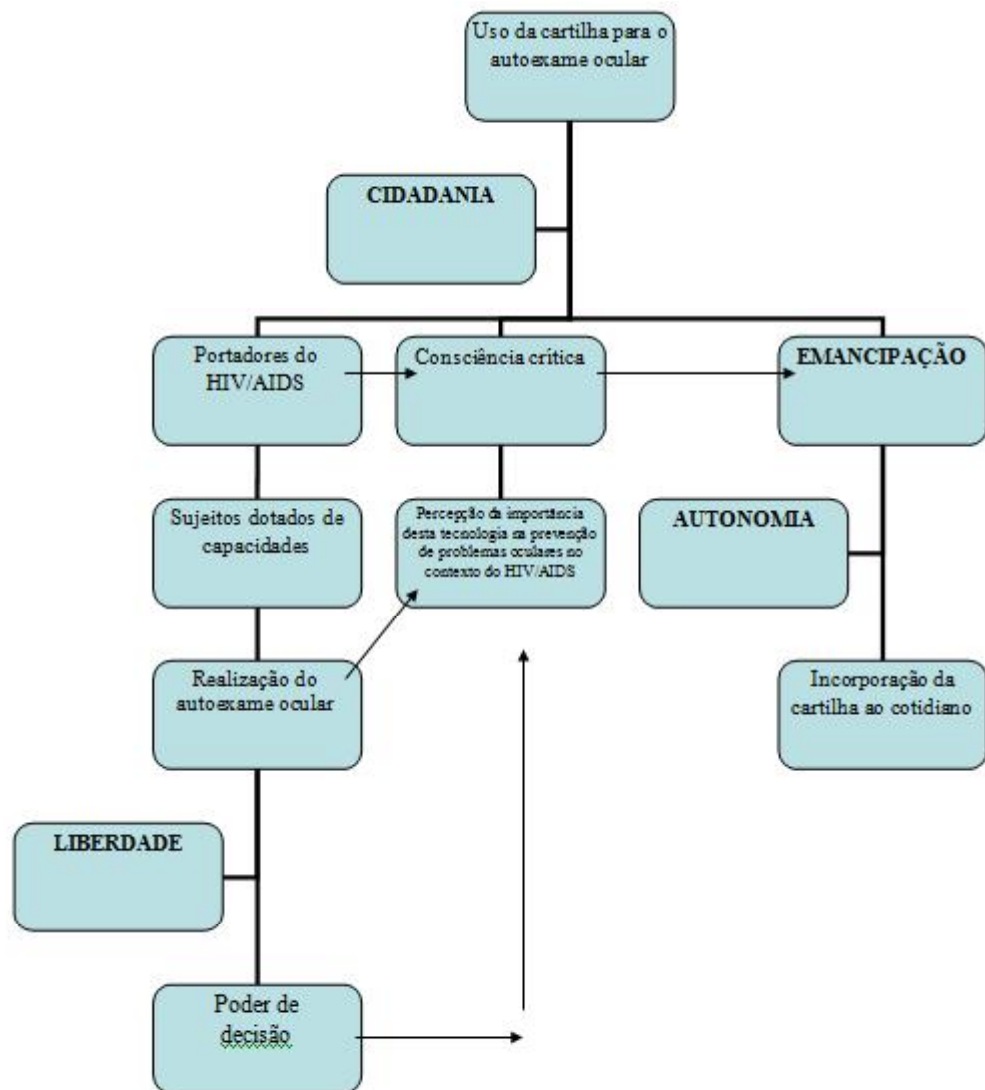 Uso da cartilha para o
autoexame ocular
CIDADANIA
Portadores do
HIV/AIDS
Consciência crítica
EMANCIPAÇÃO
Sujeitos dotados de
capacidades
Percepção da importância
desta tecnologia na prevenção
de problemas oculares no
contexto do HIV/AIDS
AUTONOMIA
Realização do
autoexame ocular
Incorporação da
cartilha ao cotidiano
LIBERDADE
Poder de
decisão